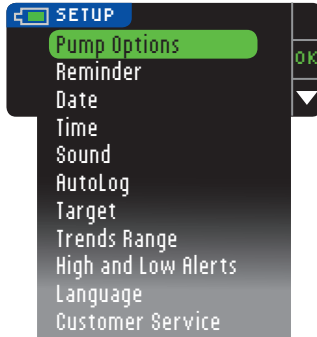 SETUP
Pump Options
OK
Reminder
Date
Time
Sound
AutoLog
Target
Trends Range
High and Low Alerts
Language
Customer Service